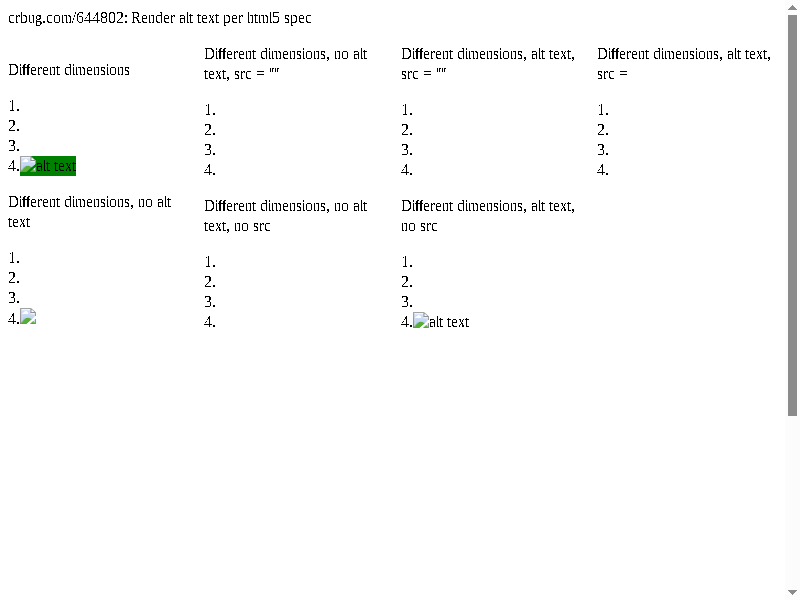 crbug.com/644802: Render alt text per html5 spec
Different dimensions
1.
2.
3.
4.alt text
Different dimensions, no alt
text, src = ""
1.
2.
3.
4.
Different dimensions, alt text,
src = ""
1.
2.
3.
4.
Different dimensions, alt text,
src =
1.
2.
3.
4.
Different dimensions, no alt
text
1.
2.
3.
4.
Different dimensions, no alt
text, no src
1.
2.
3.
4.
Different dimensions, alt text,
no src
1.
2.
3.
4.alt text